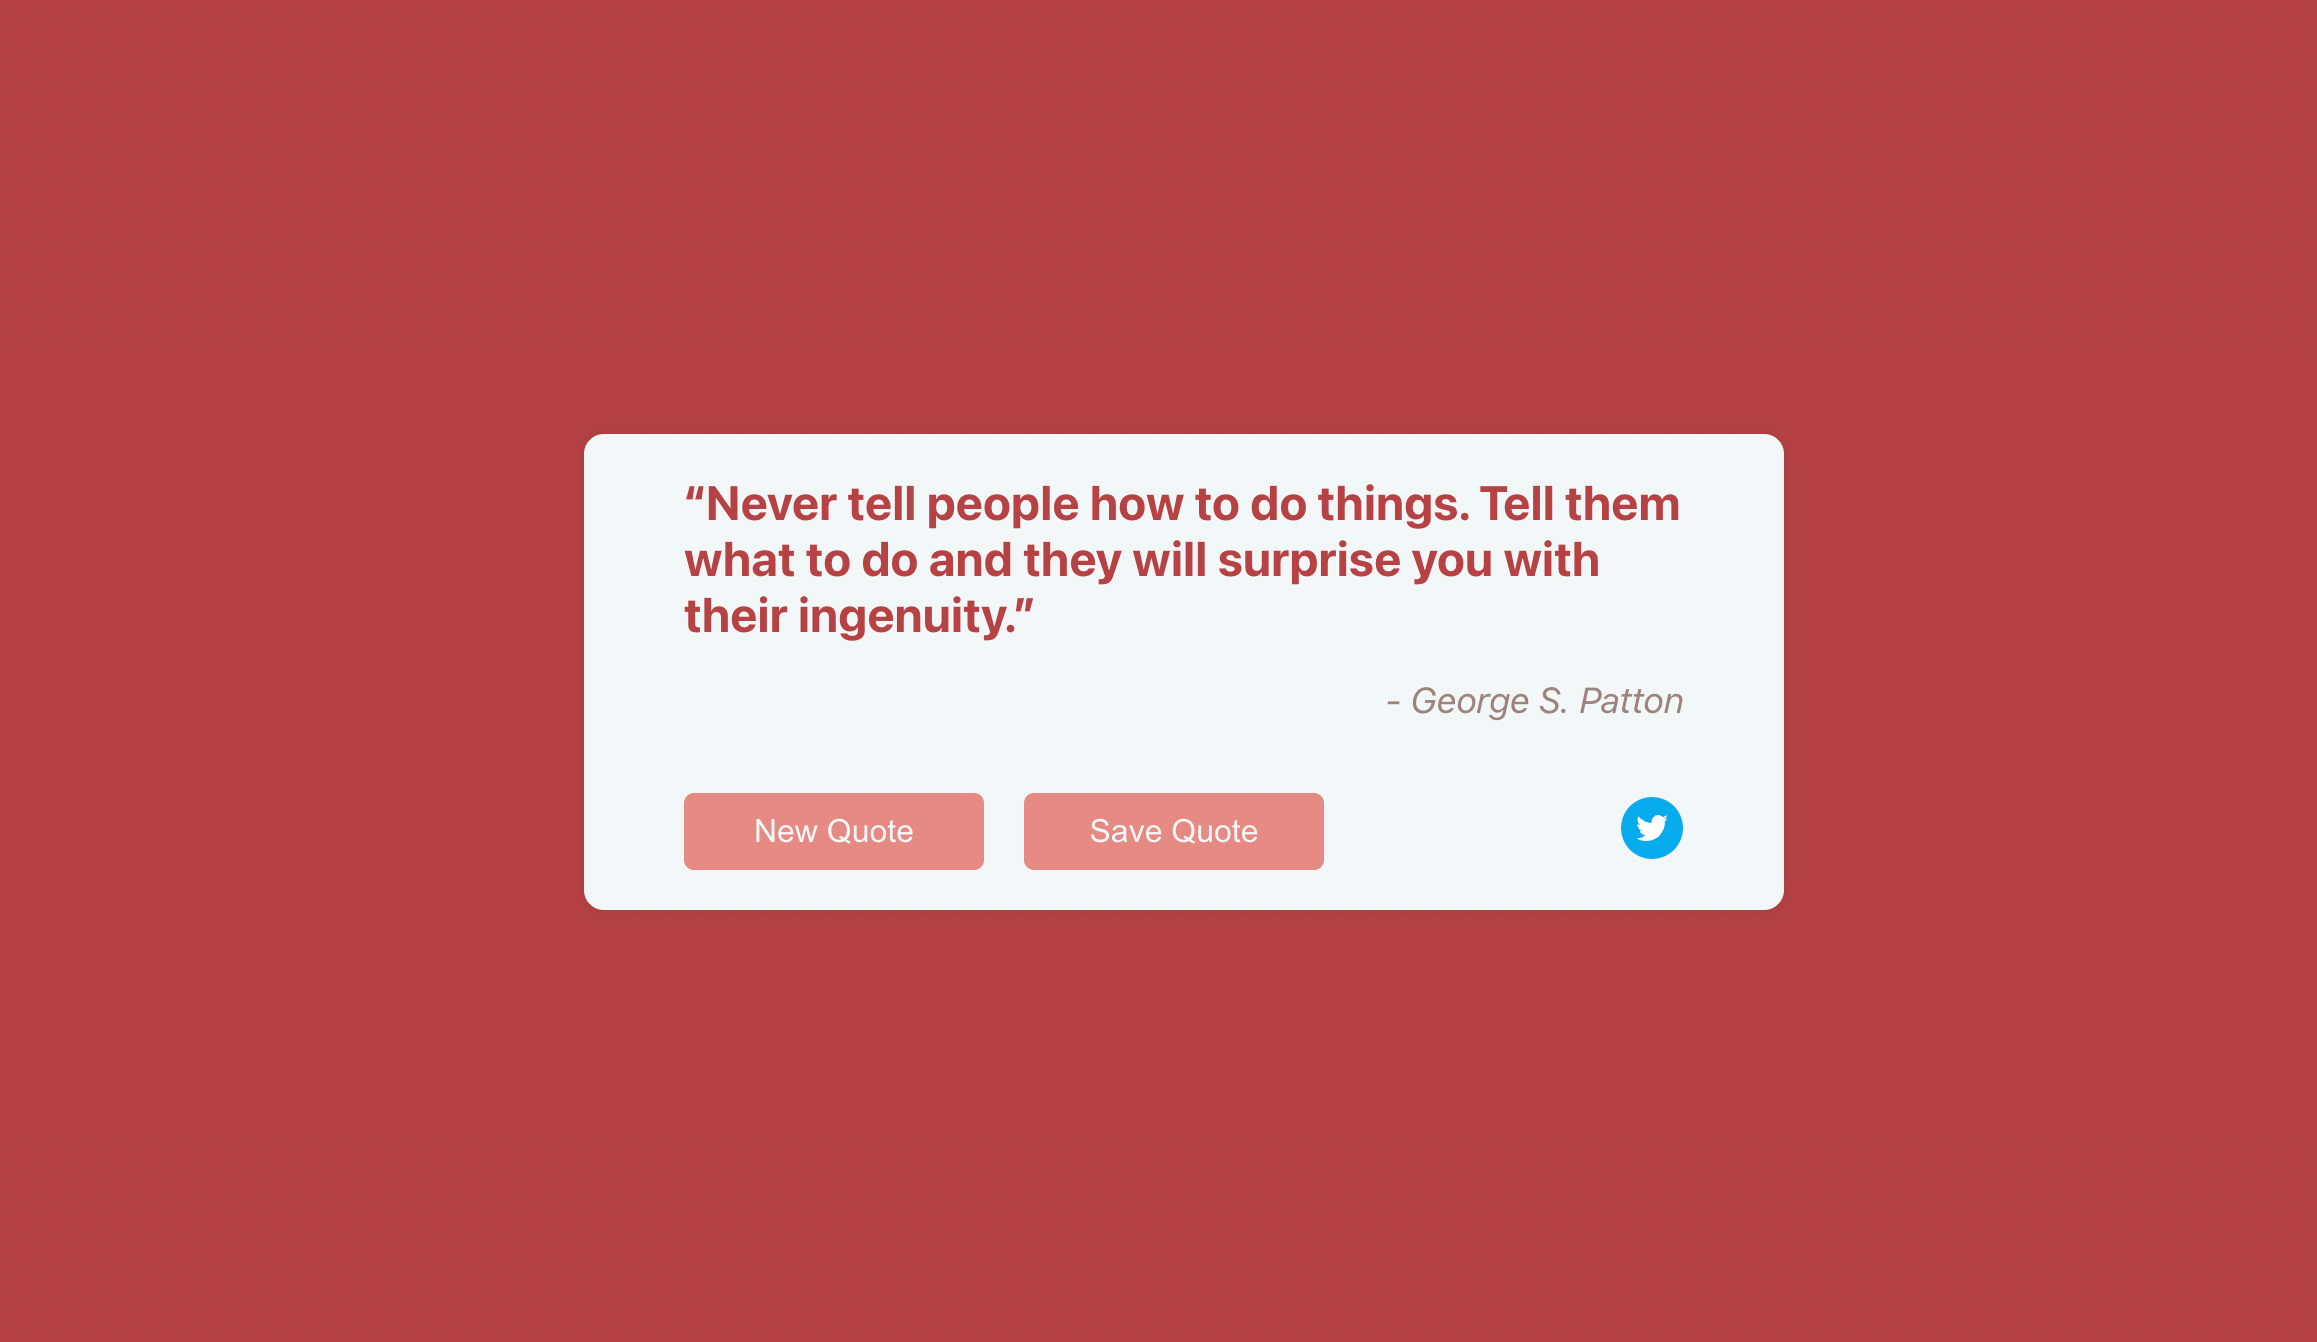 “Never tell people how to do things. Tell them
what to do and they will surprise you with
their ingenuity.”
- George S. Patton
New Quote
Save Quote